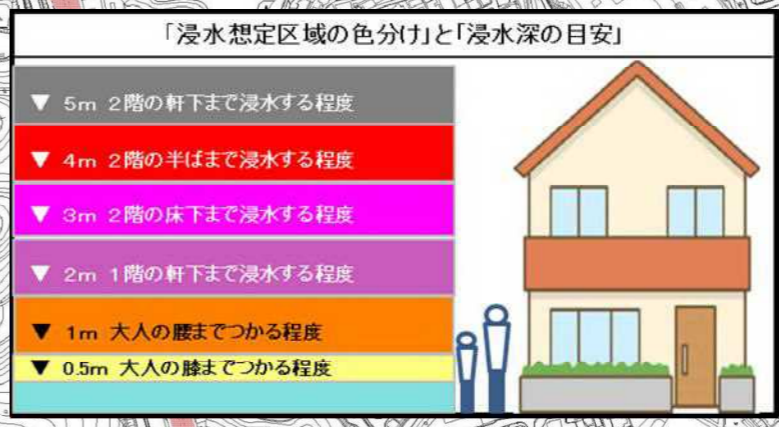 「浸水想定区域の色分け」と「浸水深の目安」
▼ 5m 2階の軒下まで浸水する程度
▼ 4m 2階の半ばまで浸水する程度
▼ 3m 2階の床下まで浸水する程度
▼ 2m 1階の軒下まで浸水する程度
▼ 1m 大人の腰までつかる程度
▼ 0.5m 大人の膝までつかる程度